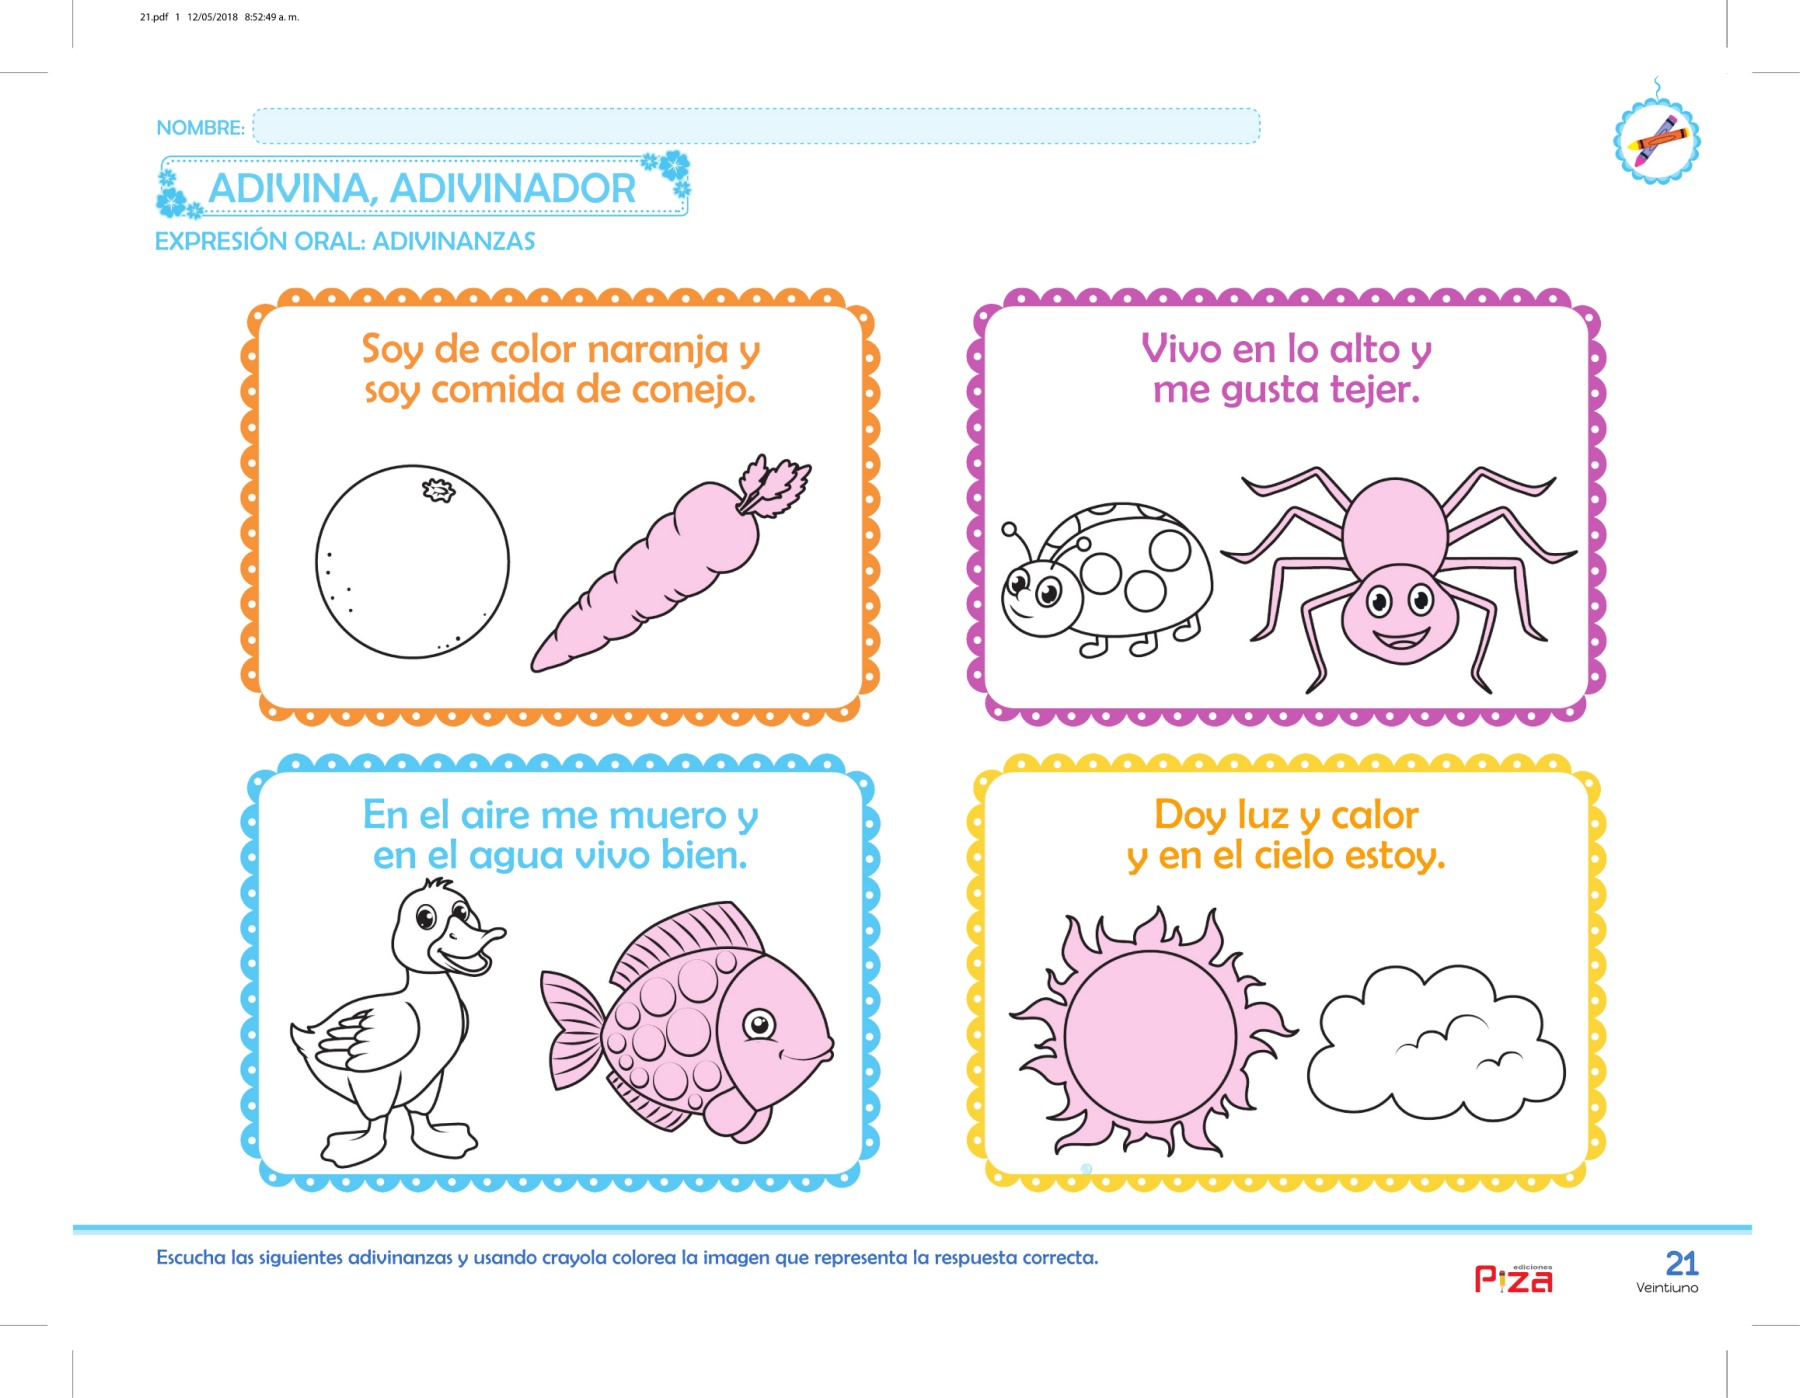 21.pdf 1 12/05/2018 8:52:49 a. m.
NOMBRE:
ADIVINA, ADIVINADOR
EXPRESIÓN ORAL: ADIVINANZAS
Soy de color naranja y
soy comida de conejo.
Vivo en lo alto y
me gusta tejer.
En el aire me muero y
en el agua vivo bien.
Doy luz y calor
y en el cielo estoy.
Escucha las siguientes adivinanzas y usando crayola colorea la imagen que representa la respuesta correcta.
ediciones
Piza
21
Veintiuno